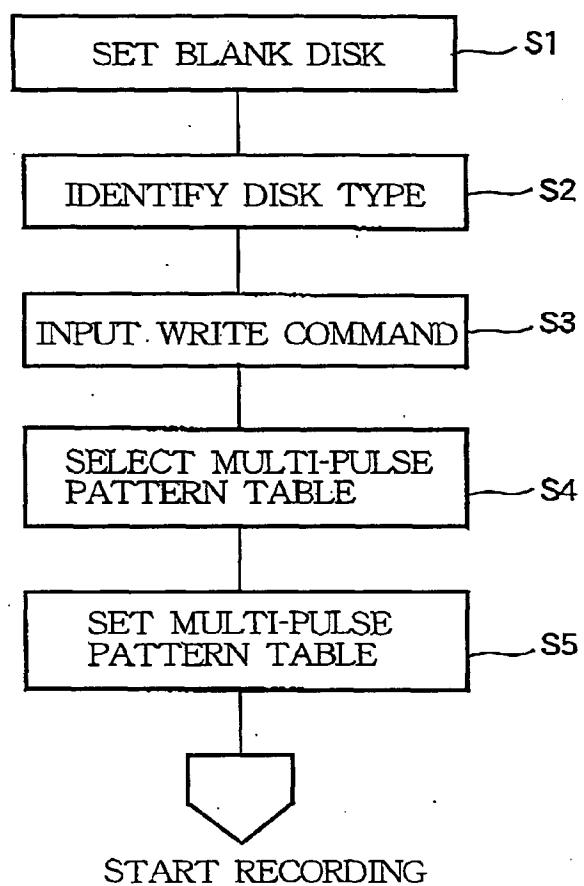 SET BLANK DISK
S1
IDENTIFY DISK TYPE
S2
INPUT WRITE COMMAND
S3
SELECT MULTI-PULSE
PATTERN TABLE
S4
SET MULTI-PULSE
PATTERN TABLE
S5
START RECORDING